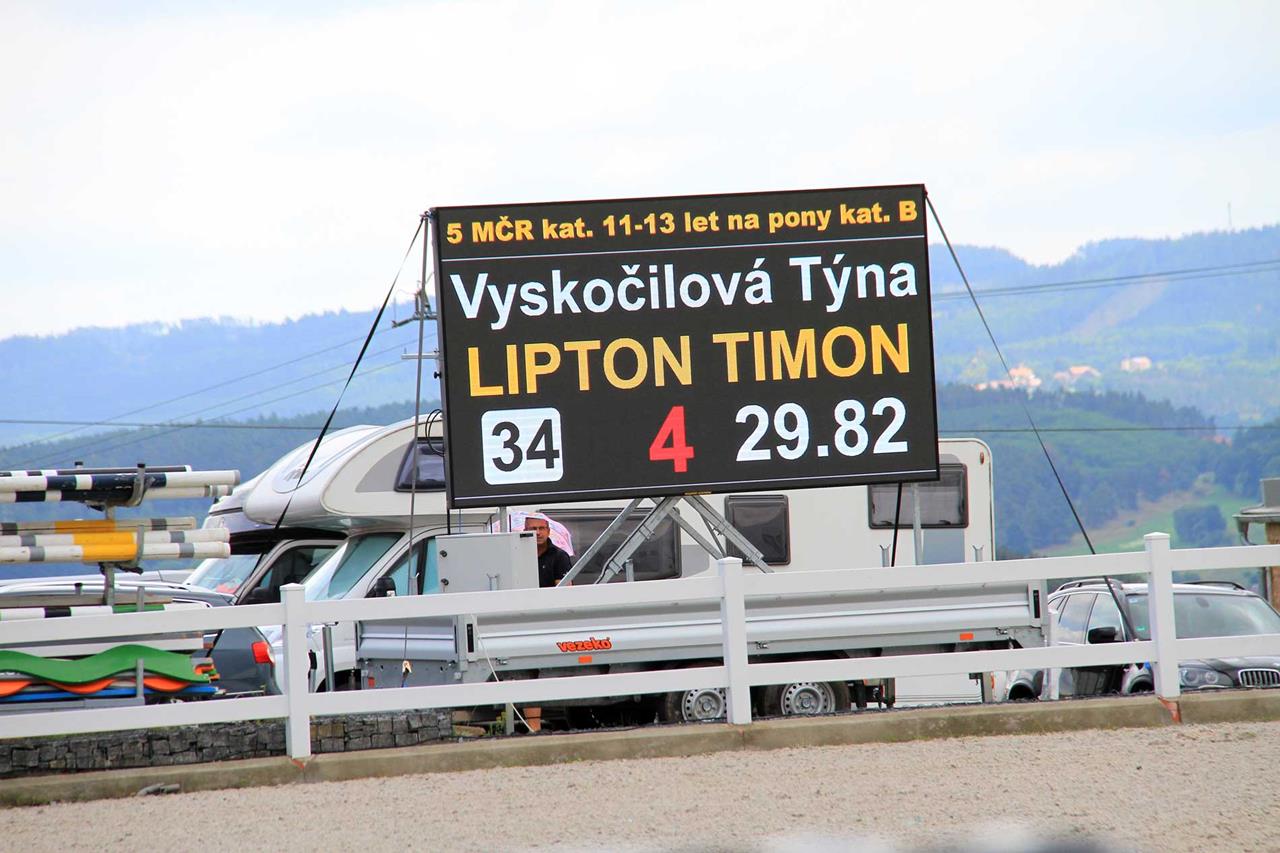 5 MČR kat. 11-13 let na pony kat. B
Vyskočilová Týna
LIPTON TIMON
34 4 29.82
vezeko